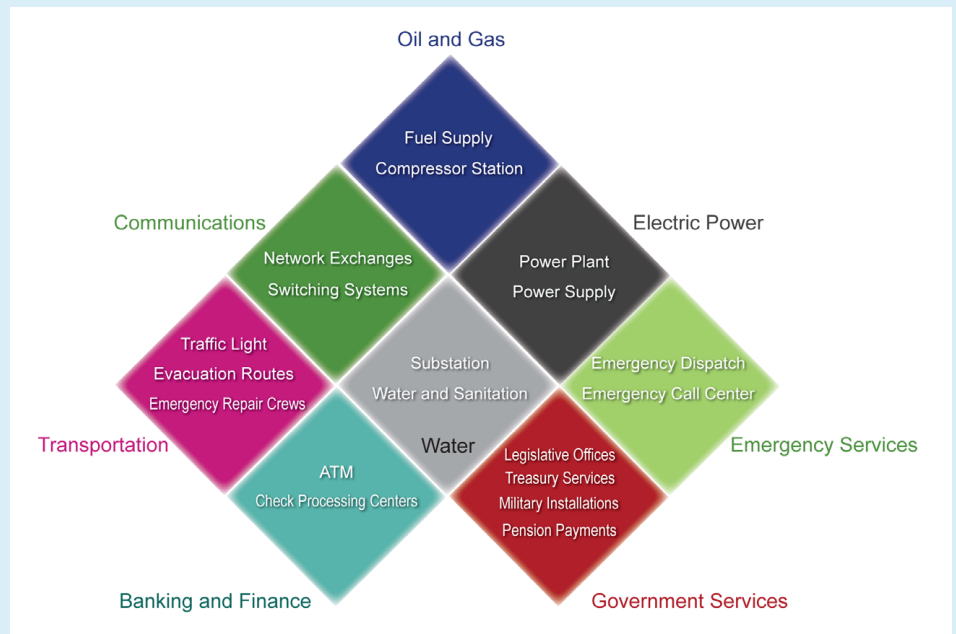 Oil and Gas
Fuel Supply
Compressor Station
Communications
Network Exchanges
Switching Systems
Electric Power
Power Plant
Power Supply
Traffic Light
Evacuation Routes
Emergency Repair Crews
Transportation
Substation
Water and Sanitation
Water
Emergency Dispatch
Emergency Call Center
Emergency Services
ATM
Check Processing Centers
Banking and Finance
Legislative Offices
Treasury Services
Military Installations
Pension Payments
Government Services